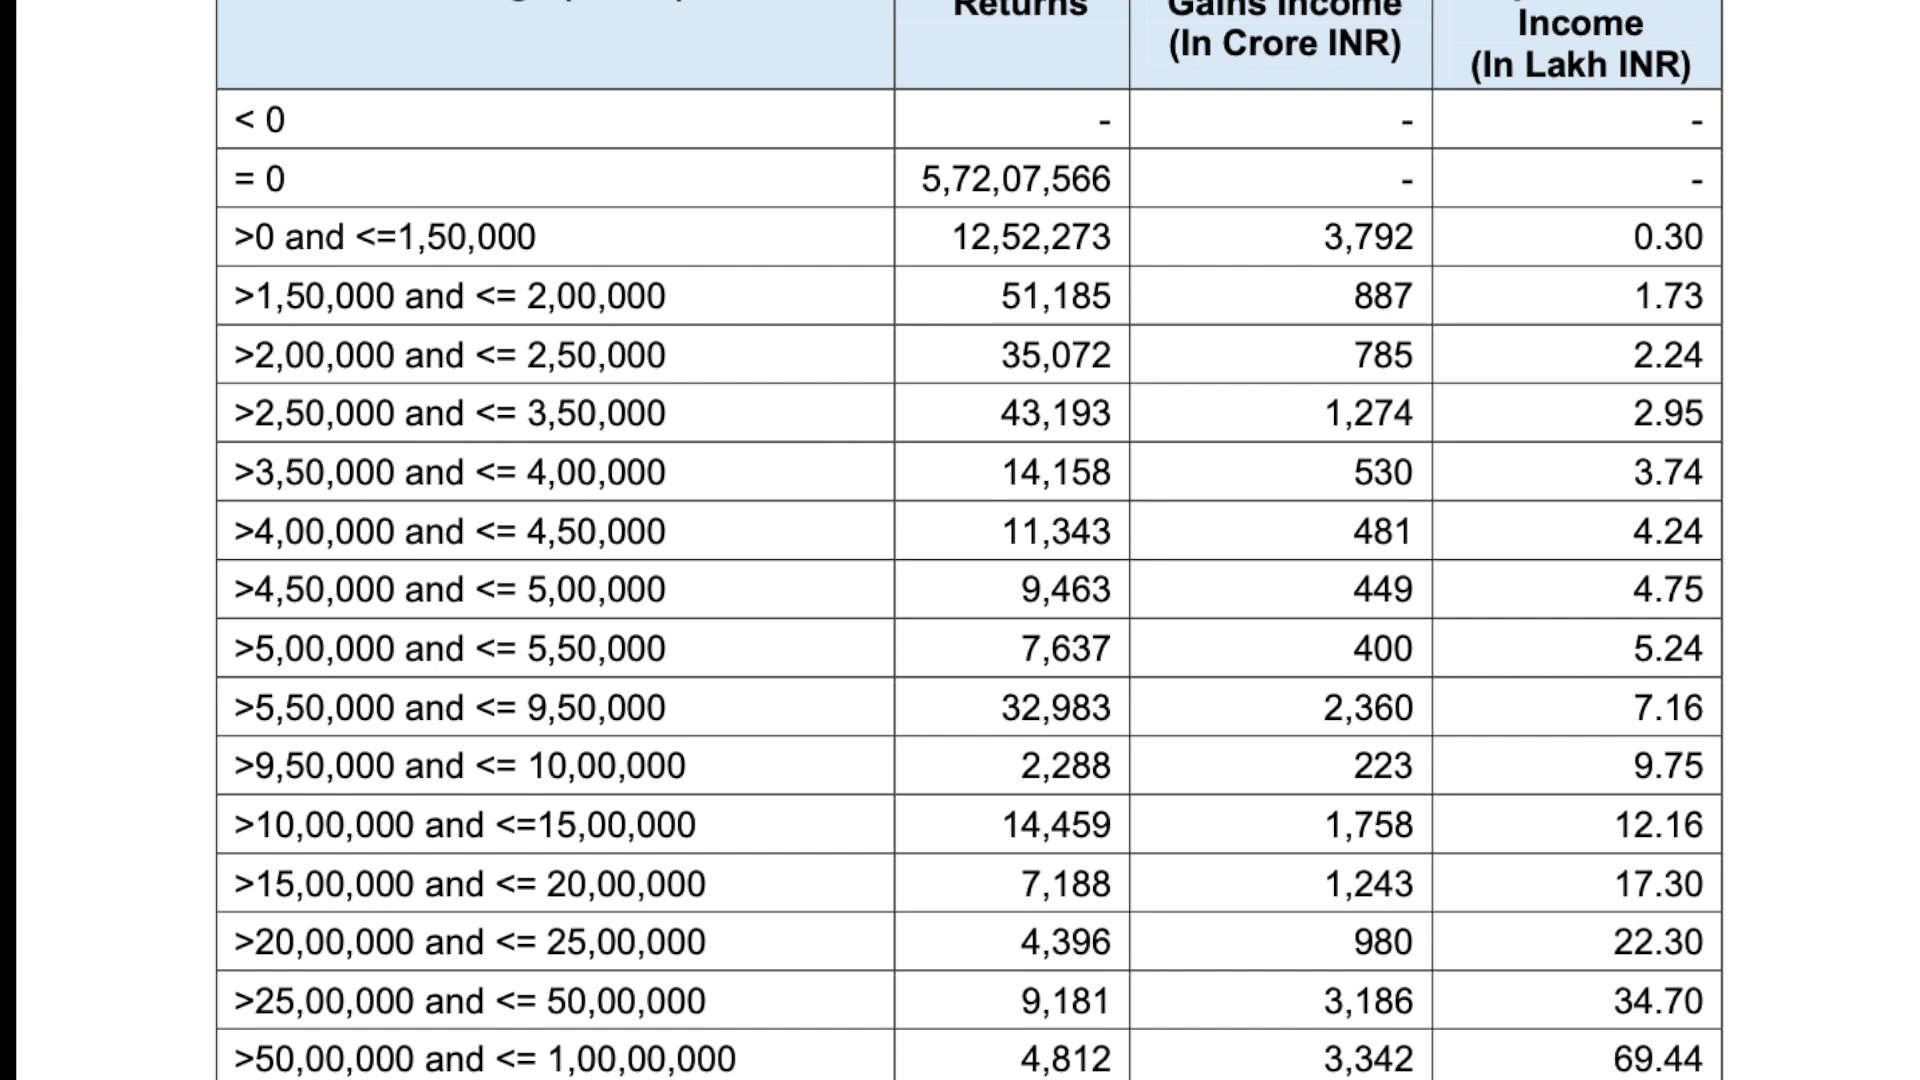 Returns
Gains Income
(In Crore INR)
Income
(In Lakh INR)
< 0 - - -
= 0 5,72,07,566 - -
>0 and <=1,50,000 12,52,273 3,792 0.30
>1,50,000 and <= 2,00,000 51,185 887 1.73
>2,00,000 and <= 2,50,000 35,072 785 2.24
>2,50,000 and <= 3,50,000 43,193 1,274 2.95
>3,50,000 and <= 4,00,000 14,158 530 3.74
>4,00,000 and <= 4,50,000 11,343 481 4.24
>4,50,000 and <= 5,00,000 9,463 449 4.75
>5,00,000 and <= 5,50,000 7,637 400 5.24
>5,50,000 and <= 9,50,000 32,983 2,360 7.16
>9,50,000 and <= 10,00,000 2,288 223 9.75
>10,00,000 and <=15,00,000 14,459 1,758 12.16
>15,00,000 and <= 20,00,000 7,188 1,243 17.30
>20,00,000 and <= 25,00,000 4,396 980 22.30
>25,00,000 and <= 50,00,000 9,181 3,186 34.70
>50,00,000 and <= 1,00,00,000 4,812 3,342 69.44